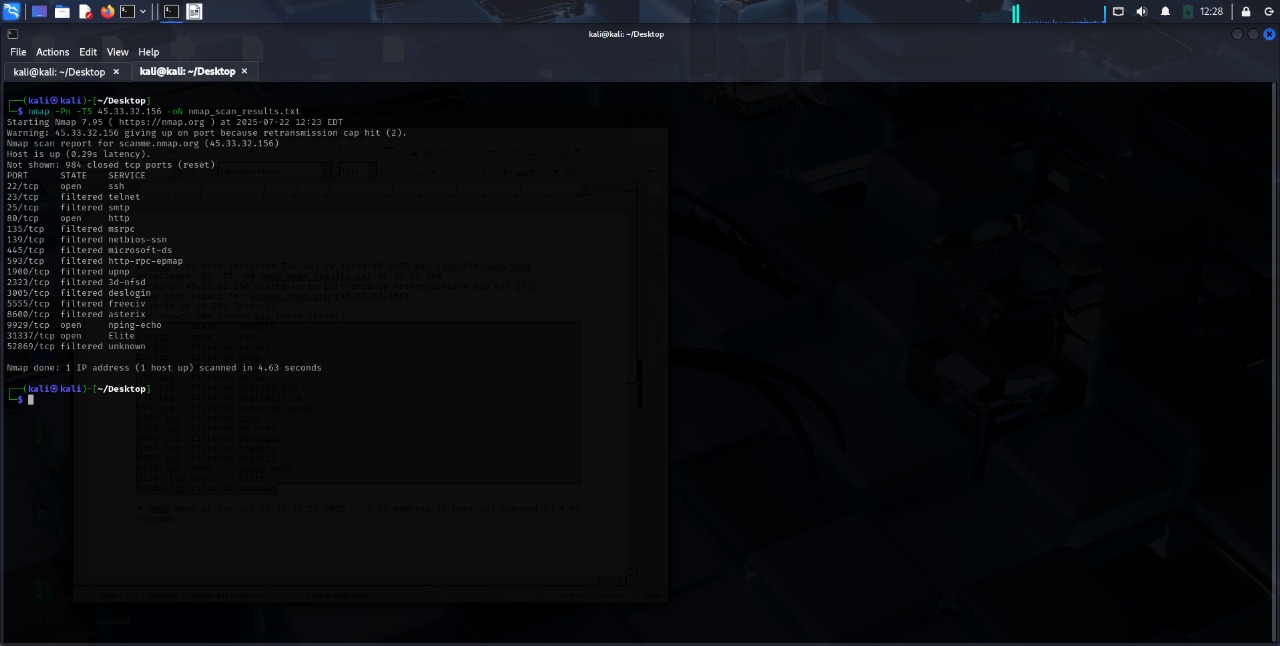 12:28
kali@kali: ~/Desktop
File Actions Edit View Help
kali@kali: ~/Desktop × kali@kali: ~/Desktop ×
┌──(kali㉿kali)-[~/Desktop]
└─$ nmap -Pn -T5 45.33.32.156 -oN nmap_scan_results.txt
Starting Nmap 7.95 ( https://nmap.org ) at 2025-07-22 12:23 EDT
Warning: 45.33.32.156 giving up on port because retransmission cap hit (2).
Nmap scan report for scanme.nmap.org (45.33.32.156)
Host is up (0.29s latency).
Not shown: 984 closed tcp ports (reset)
PORT      STATE    SERVICE
22/tcp    open     ssh
23/tcp    filtered telnet
25/tcp    filtered smtp
80/tcp    open     http
135/tcp   filtered msrpc
139/tcp   filtered netbios-ssn
445/tcp   filtered microsoft-ds
593/tcp   filtered http-rpc-epmap
1900/tcp  filtered upnp
2323/tcp  filtered 3d-nfsd
3005/tcp  filtered deslogin
5555/tcp  filtered freeciv
8600/tcp  filtered asterix
9929/tcp  open     nping-echo
31337/tcp open     Elite
52869/tcp filtered unknown
Nmap done: 1 IP address (1 host up) scanned in 4.63 seconds
┌──(kali㉿kali)-[~/Desktop]
└─$